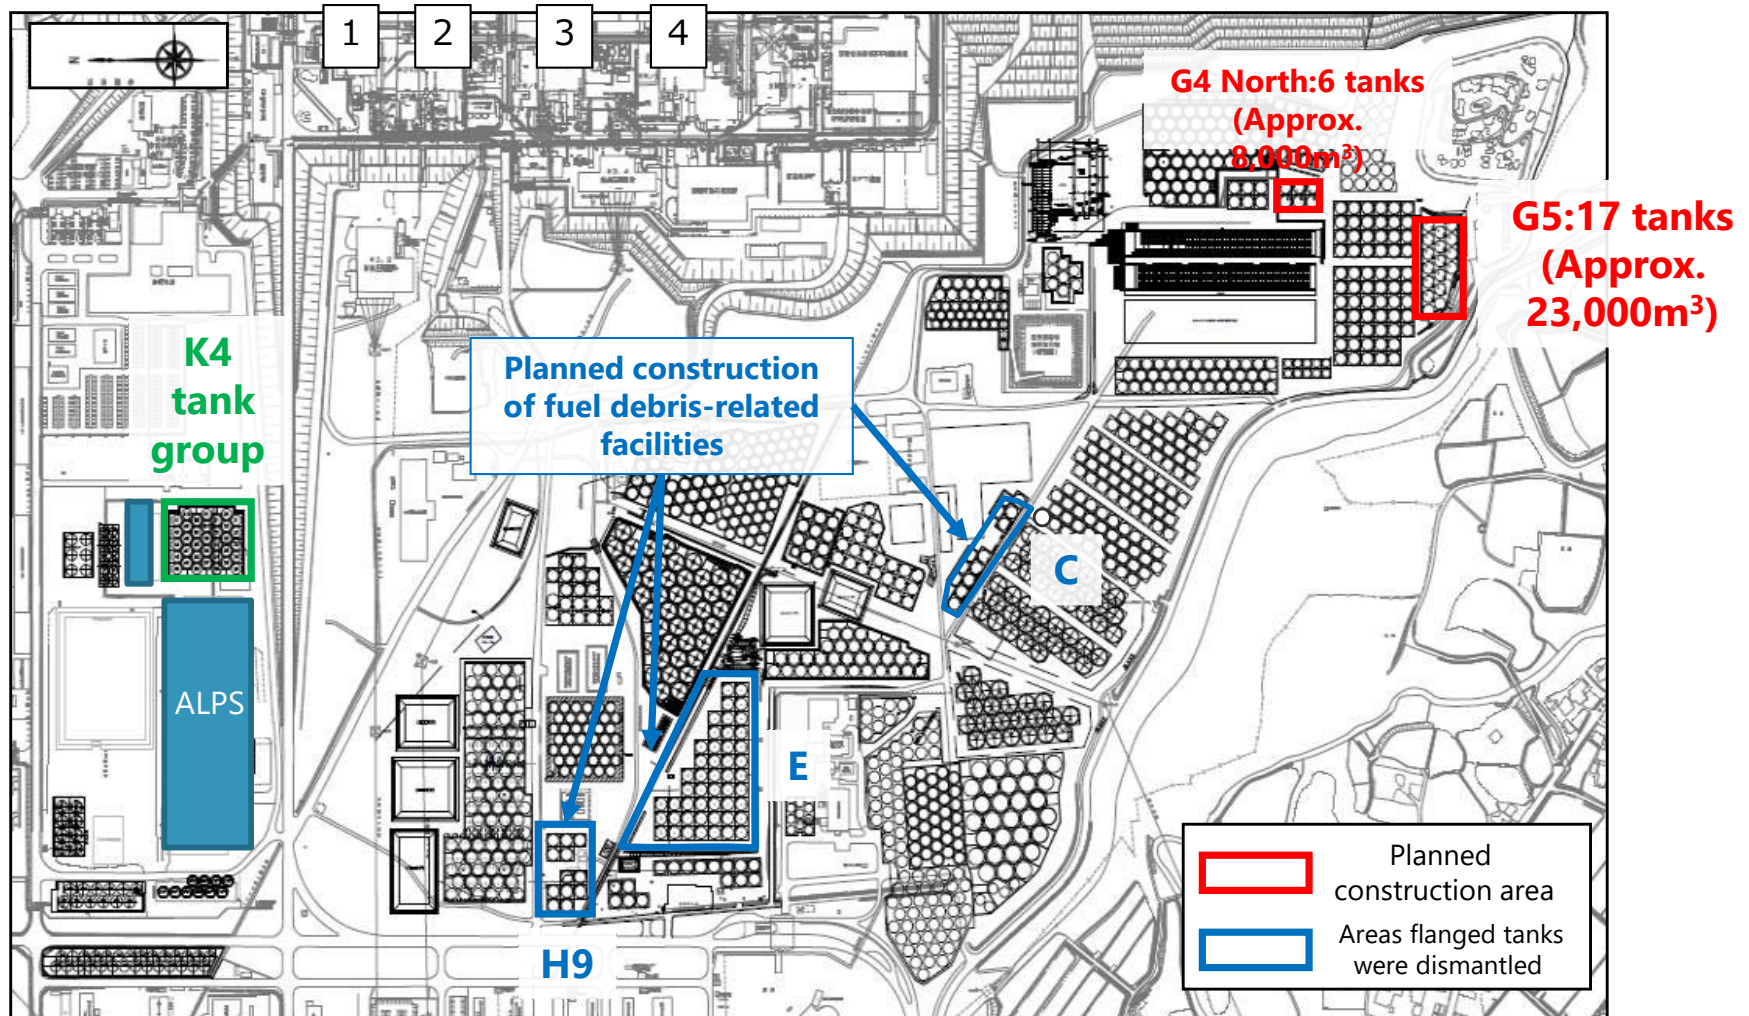 1
2
3
4
N
G4 North:6 tanks
(Approx.
8,000m³)
G5:17 tanks
(Approx.
23,000m³)
K4
tank
group
Planned construction
of fuel debris-related
facilities
C
ALPS
E
H9
Planned
construction area
Areas flanged tanks
were dismantled